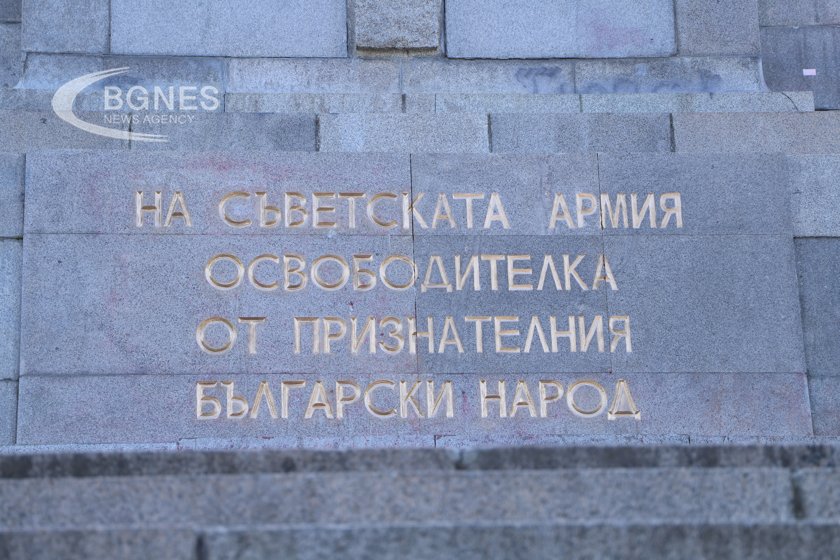 BGNES
NEWS AGENCY
НА СЪВЕТСКАТА АРМИЯ
ОСВОБОДИТЕЛКА
ОТ ПРИЗНАТЕЛНИЯ
БЪЛГАРСКИ НАРОД